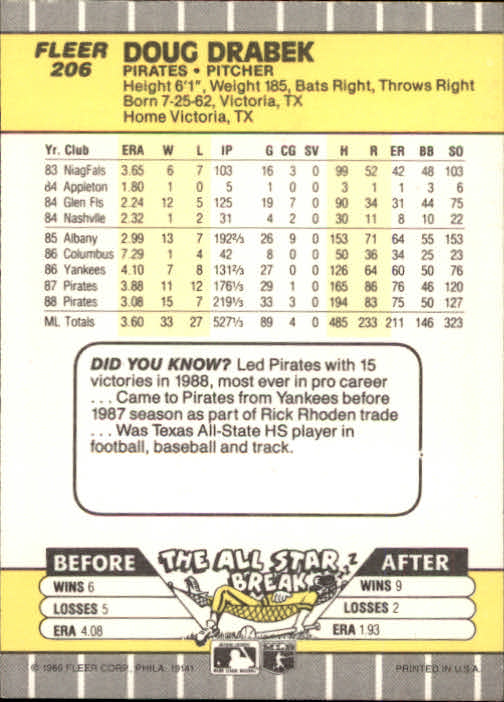 FLEER
206
DOUG DRABEK
PIRATES • PITCHER
Height 6'1", Weight 185, Bats Right, Throws Right
Born 7-25-62, Victoria, TX
Home Victoria, TX
Yr. Club ERA W L IP G CG SV H R ER BB SO
83 NiagFals 3.65 6 7 103 16 3 0 99 52 42 48 103
84 Appleton 1.80 1 0 5 1 0 0 3 1 1 3 6
84 Glen Fls 2.24 12 5 125 19 7 0 90 34 31 44 75
84 Nashvlle 2.32 1 2 31 4 2 0 30 11 8 10 22
85 Albany 2.99 13 7 192⅔ 26 9 0 153 71 64 55 153
86 Columbus 7.29 1 4 42 8 0 0 50 36 34 25 23
86 Yankees 4.10 7 8 131⅔ 27 0 0 126 64 60 50 76
87 Pirates 3.88 11 12 176⅓ 29 1 0 165 86 76 46 120
88 Pirates 3.08 15 7 219⅓ 33 3 0 194 83 75 50 127
ML Totals 3.60 33 27 527⅓ 89 4 0 485 233 211 146 323
DID YOU KNOW? Led Pirates with 15
victories in 1988, most ever in pro career
. . . Came to Pirates from Yankees before
1987 season as part of Rick Rhoden trade
. . . Was Texas All-State HS player in
football, baseball and track.
BEFORE THE ALL STAR BREAK AFTER
WINS 6
LOSSES 5
ERA 4.08
WINS 9
LOSSES 2
ERA 1.93
FLEER CORP., PHILA. 19141
PRINTED IN U.S.A.